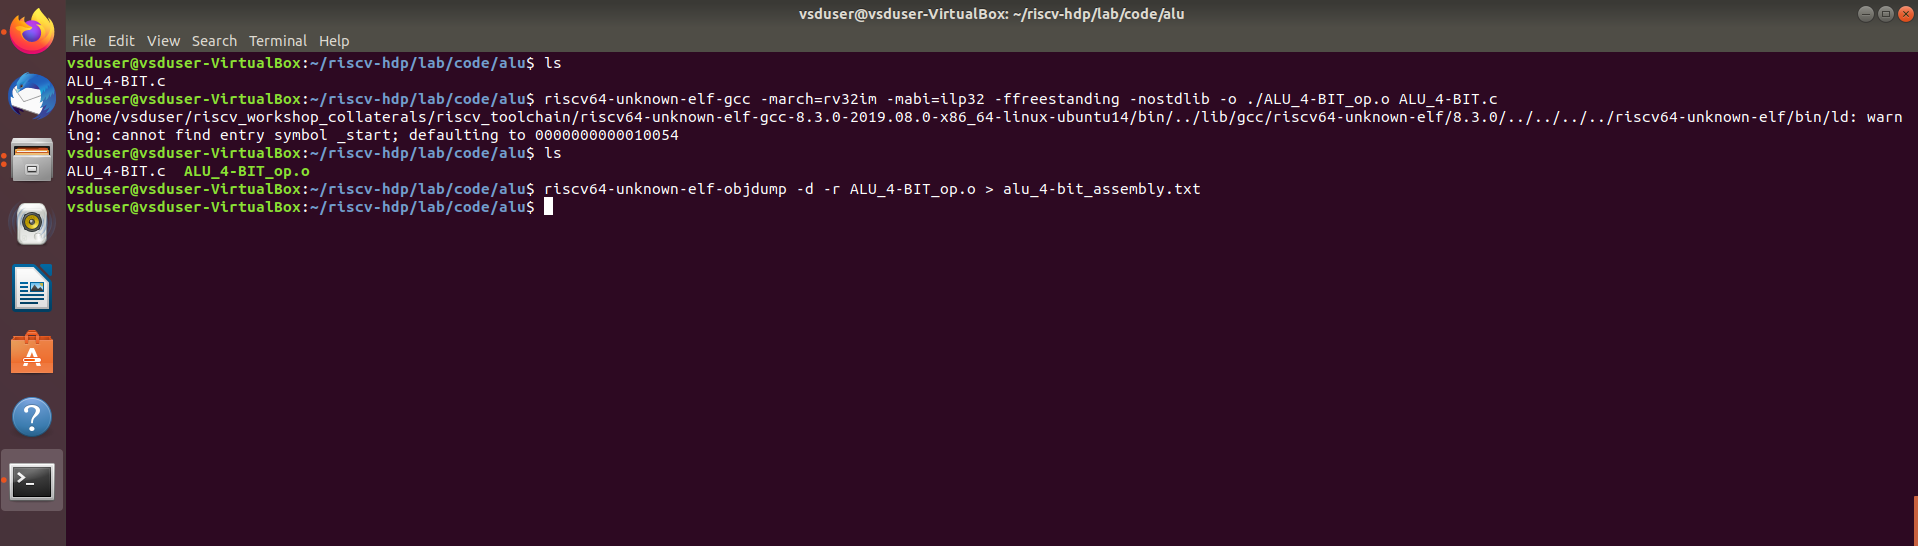 vsduser@vsduser-VirtualBox: ~/riscv-hdp/lab/code/alu
File Edit View Search Terminal Help
vsduser@vsduser-VirtualBox:~/riscv-hdp/lab/code/alu$ ls
ALU_4-BIT.c
vsduser@vsduser-VirtualBox:~/riscv-hdp/lab/code/alu$ riscv64-unknown-elf-gcc -march=rv32im -mabi=ilp32 -ffreestanding -nostdlib -o ./ALU_4-BIT_op.o ALU_4-BIT.c
/home/vsduser/riscv_workshop_collaterals/riscv_toolchain/riscv64-unknown-elf-gcc-8.3.0-2019.08.0-x86_64-linux-ubuntu14/bin/../lib/gcc/riscv64-unknown-elf/8.3.0/../../../../riscv64-unknown-elf/bin/ld: warn
ing: cannot find entry symbol _start; defaulting to 0000000000010054
vsduser@vsduser-VirtualBox:~/riscv-hdp/lab/code/alu$ ls
ALU_4-BIT.c  ALU_4-BIT_op.o
vsduser@vsduser-VirtualBox:~/riscv-hdp/lab/code/alu$ riscv64-unknown-elf-objdump -d -r ALU_4-BIT_op.o > alu_4-bit_assembly.txt
vsduser@vsduser-VirtualBox:~/riscv-hdp/lab/code/alu$